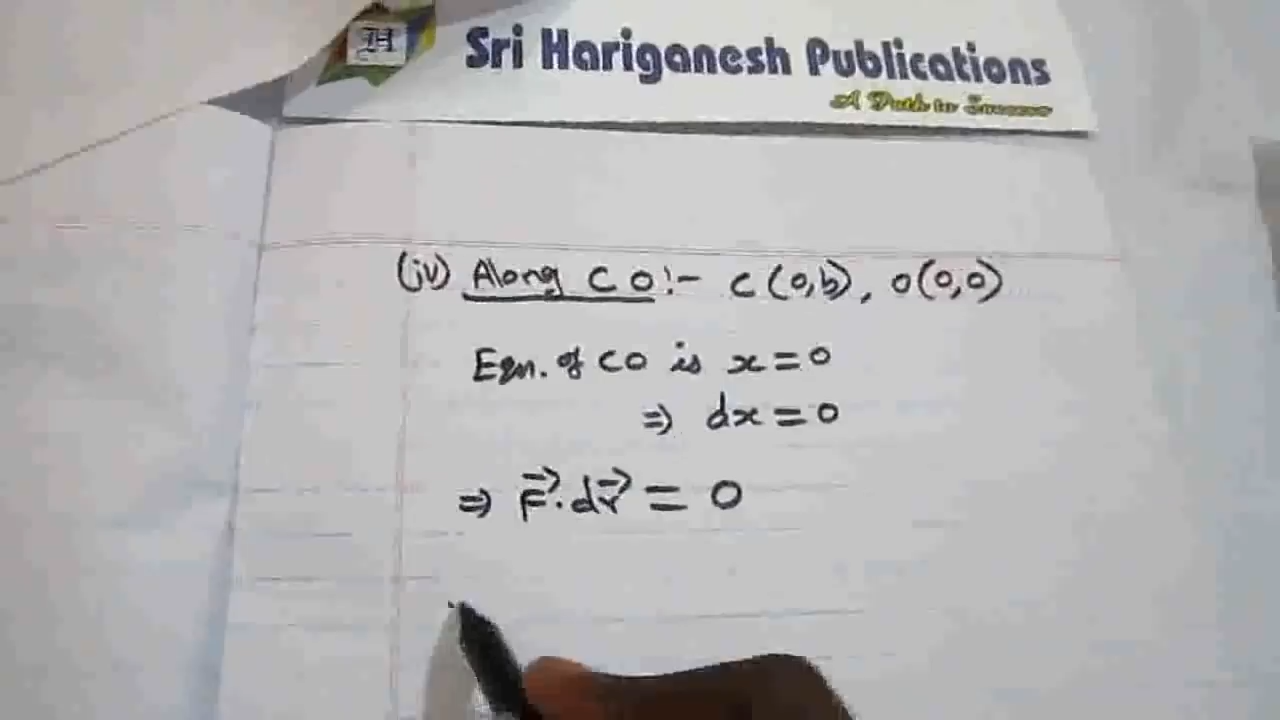 H
Sri Hariganesh Publications
A Path to Success
(iv) Along CO:- C(0,b), O(0,0)
Eqn. of CO is x = 0
⇒ dx = 0
⇒ F⃗.dr⃗ = 0